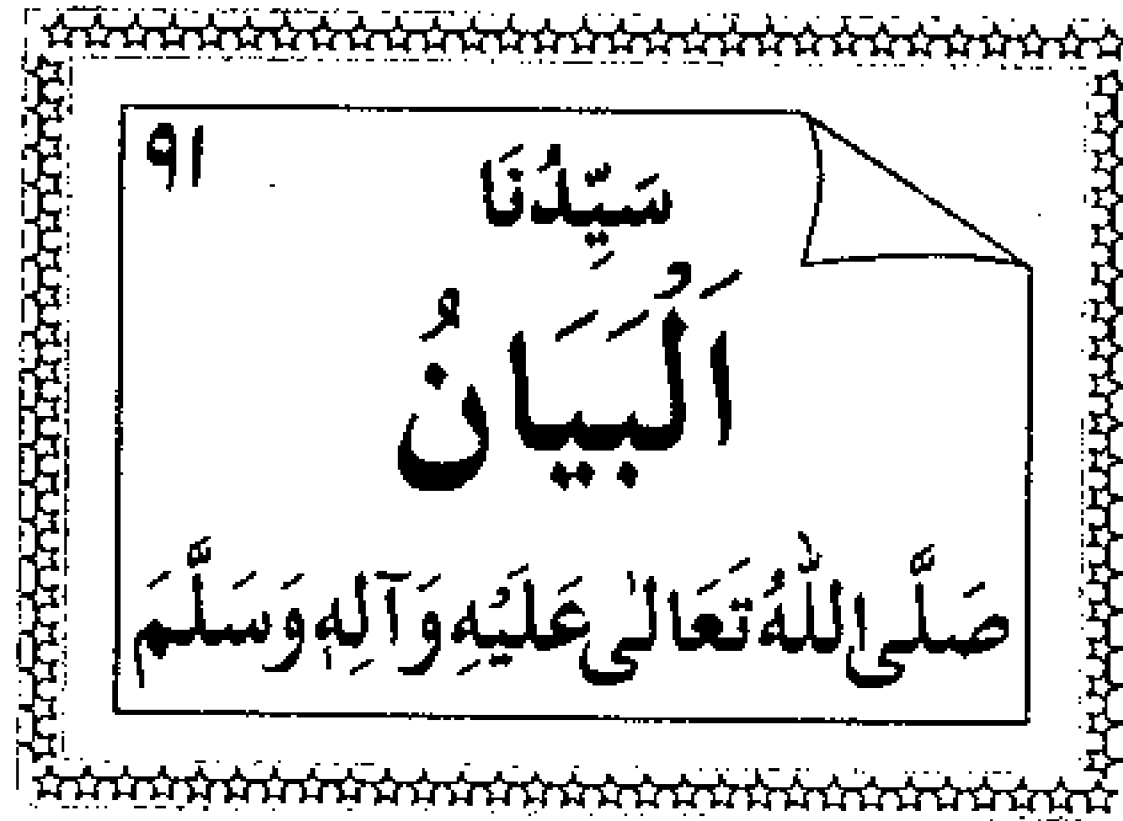 ٩١
سَيِّدُنَا
اَلْبَيَانُ
صَلَّى اللّٰهُ تَعَالٰى عَلَيْهِ وَآلِهٖ وَسَلَّمَ